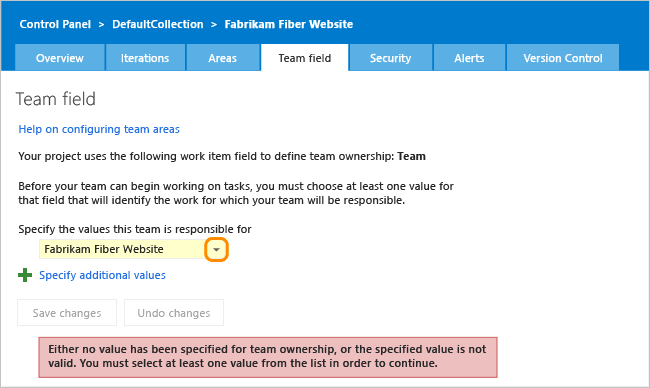 Control Panel > DefaultCollection > Fabrikam Fiber Website
Overview Iterations Areas Team field Security Alerts Version Control
Team field
Help on configuring team areas
Your project uses the following work item field to define team ownership: Team
Before your team can begin working on tasks, you must choose at least one value for
that field that will identify the work for which your team will be responsible.
Specify the values this team is responsible for
Fabrikam Fiber Website
Specify additional values
Save changes Undo changes
Either no value has been specified for team ownership, or the specified value is not
valid. You must select at least one value from the list in order to continue.